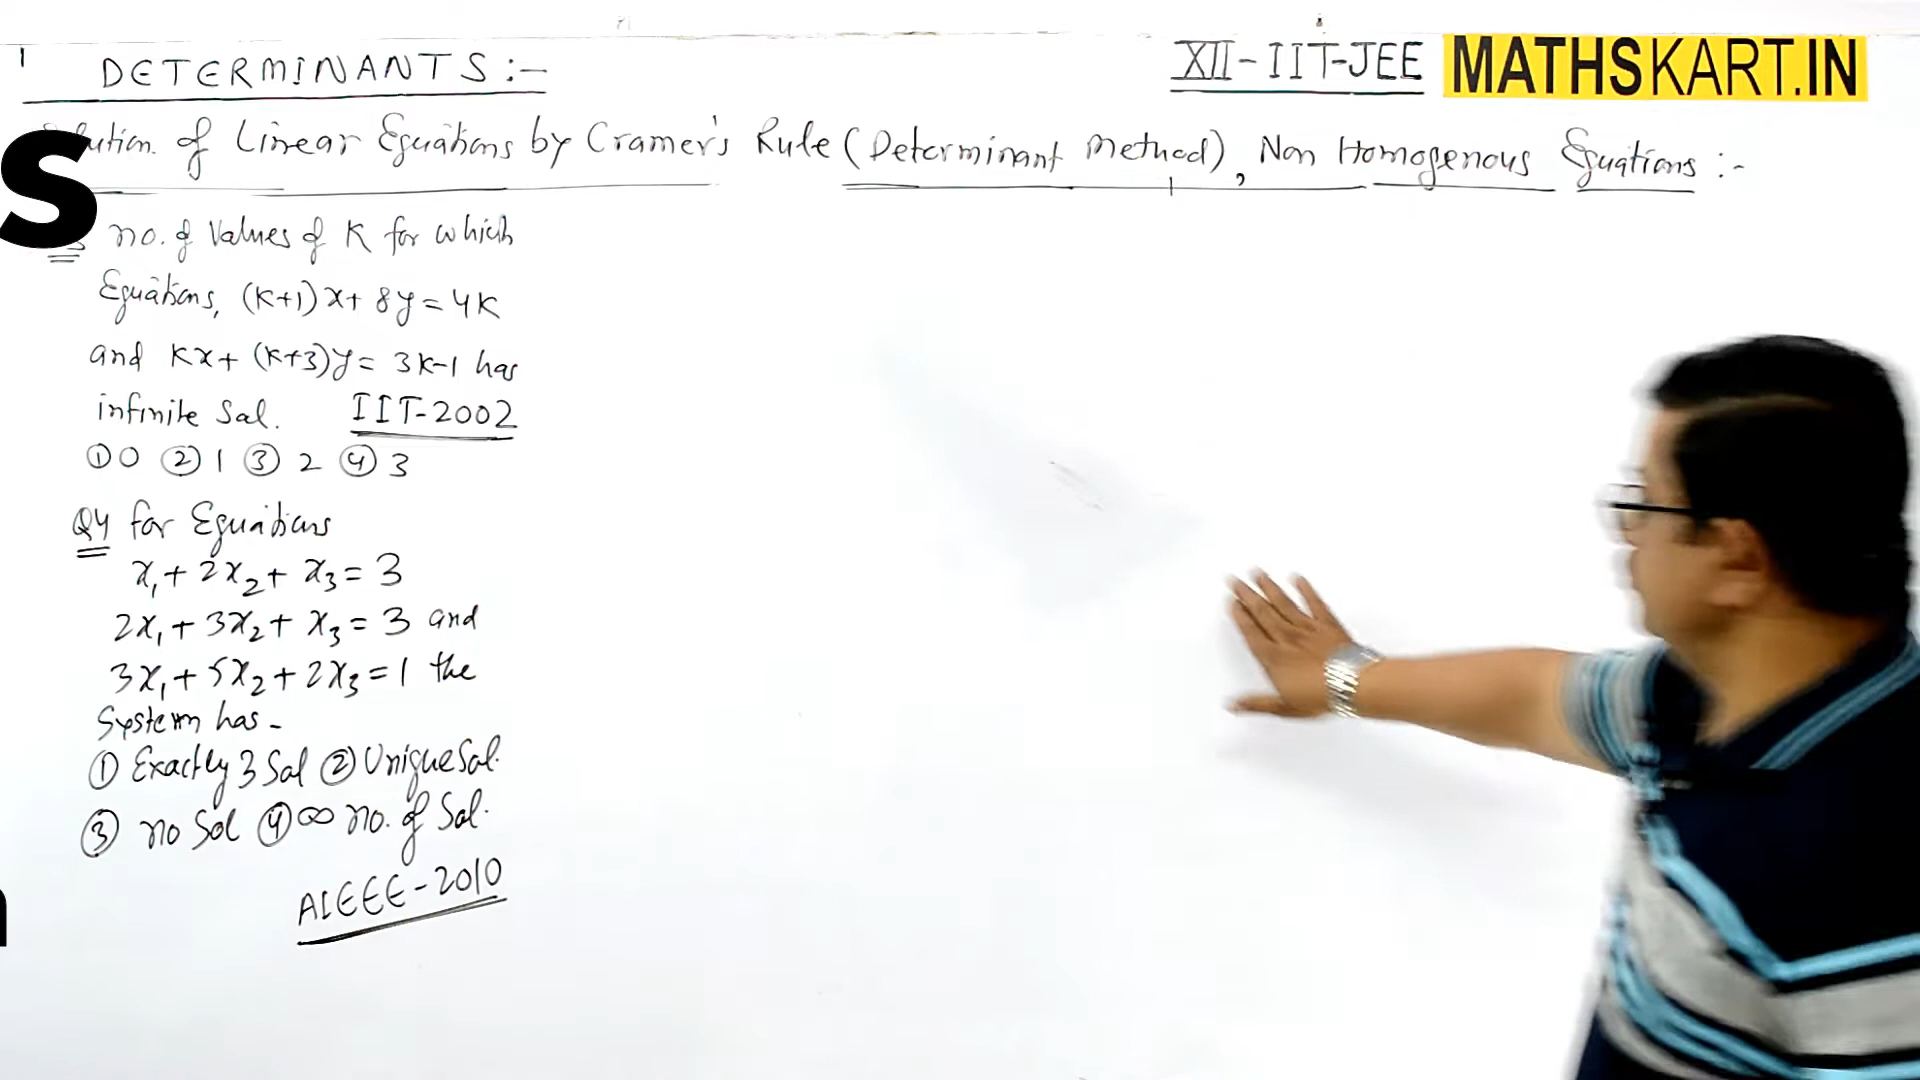 DETERMINANTS :-
XII-IIT-JEE MATHSKART.IN
S
of Linear Equations by Cramer's Rule (Determinant Method), Non Homogenous Equations :-
no. of Values of K for which
Equations, (K+1)x + 8y = 4K
and Kx + (K+3)y = 3K-1 has
infinite Sol. IIT-2002
① 0 ② 1 ③ 2 ④ 3
Q4 for Equations
x₁ + 2x₂ + x₃ = 3
2x₁ + 3x₂ + x₃ = 3 and
3x₁ + 5x₂ + 2x₃ = 1 the
System has -
① Exactly 3 Sol ② Unique Sol.
③ no Sol ④ ∞ no. of Sol.
AIEEE-2010